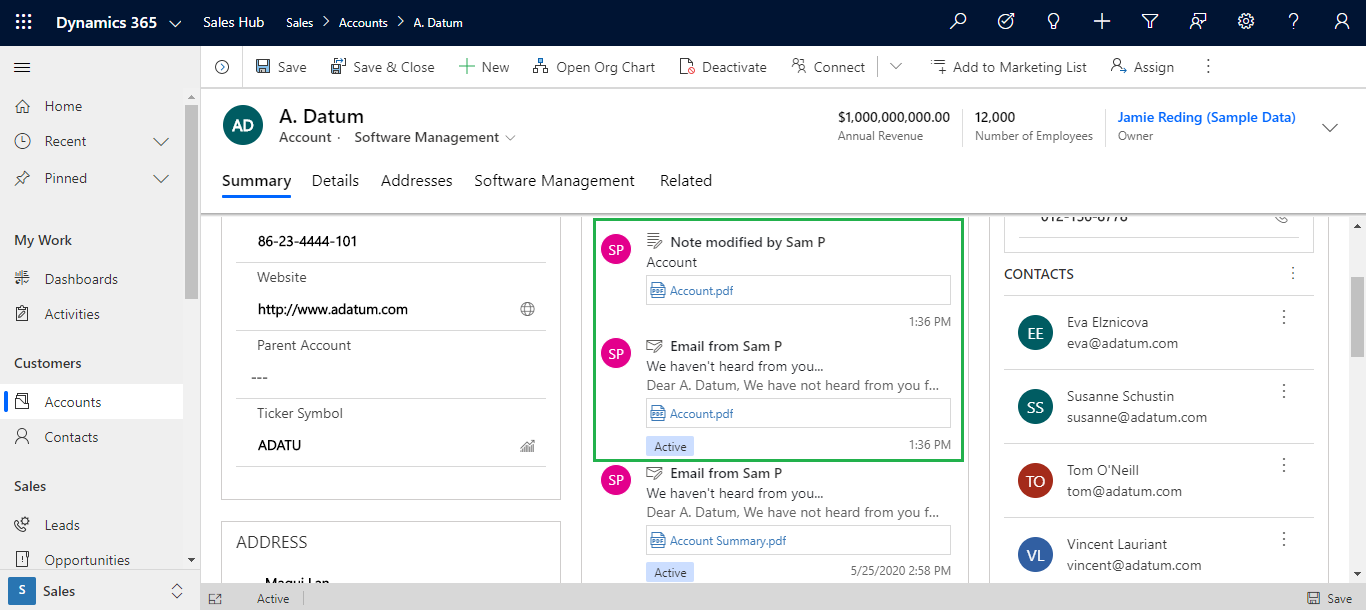 Dynamics 365 Sales Hub Sales > Accounts > A. Datum
Save Save & Close New Open Org Chart Deactivate Connect Add to Marketing List Assign
Home
Recent
Pinned
My Work
Dashboards
Activities
Customers
Accounts
Contacts
Sales
Leads
Opportunities
S Sales
AD
A. Datum
Account · Software Management
$1,000,000,000.00
Annual Revenue
12,000
Number of Employees
Jamie Reding (Sample Data)
Owner
Summary Details Addresses Software Management Related
86-23-4444-101
Website
http://www.adatum.com
Parent Account
---
Ticker Symbol
ADATU
ADDRESS
SP
Note modified by Sam P
Account
PDF Account.pdf
1:36 PM
SP
Email from Sam P
We haven't heard from you...
Dear A. Datum, We have not heard from you f...
PDF Account.pdf
Active 1:36 PM
SP
Email from Sam P
We haven't heard from you...
Dear A. Datum, We have not heard from you f...
PDF Account Summary.pdf
Active 5/25/2020 2:58 PM
CONTACTS
EE
Eva Elznicova
eva@adatum.com
SS
Susanne Schustin
susanne@adatum.com
TO
Tom O'Neill
tom@adatum.com
VL
Vincent Lauriant
vincent@adatum.com
Active
Save